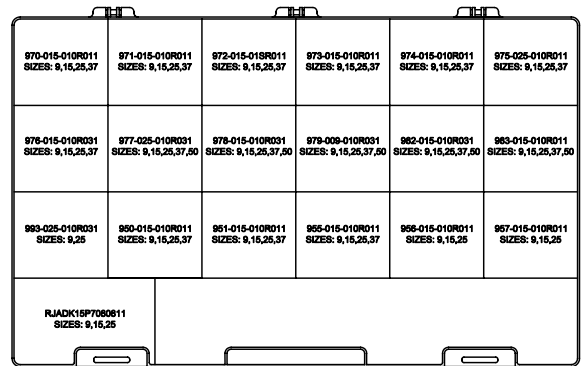 970-015-010R011
SIZES: 9,15,25,37
971-015-010R011
SIZES: 9,15,25,37
972-015-01SR011
SIZES: 9,15,25,37
973-015-010R011
SIZES: 9,15,25,37
974-015-010R011
SIZES: 9,15,25,37
975-025-010R011
SIZES: 9,15,25,37
976-015-010R031
SIZES: 9,15,25,37
977-025-010R031
SIZES: 9,15,25,37,50
978-015-010R031
SIZES: 9,15,25,37,50
979-009-010R031
SIZES: 9,15,25,37,50
982-015-010R031
SIZES: 9,15,25,37,50
983-015-010R011
SIZES: 9,15,25,37,50
993-025-010R031
SIZES: 9,25
950-015-010R011
SIZES: 9,15,25,37
951-015-010R011
SIZES: 9,15,25,37
955-015-010R011
SIZES: 9,15,25,37
956-015-010R011
SIZES: 9,15,25
957-015-010R011
SIZES: 9,15,25
RJADK15P7080811
SIZES: 9,15,25